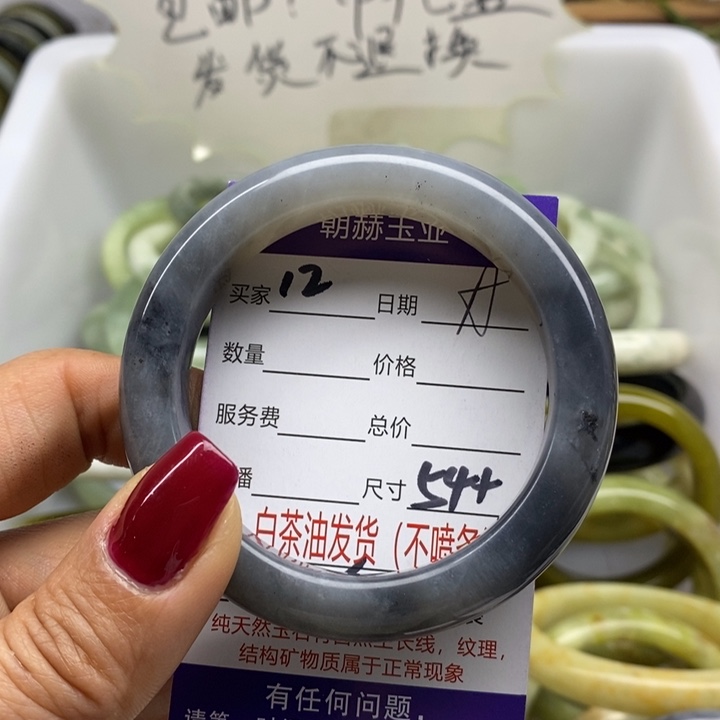 发货不退换
朝赫玉业
买家 12 日期
数量 价格
服务费 总价
尺寸 54+
白茶油发货（不喷
纯天然玉石有自然生长线，纹理，
结构矿物质属于正常现象
有任何问题，